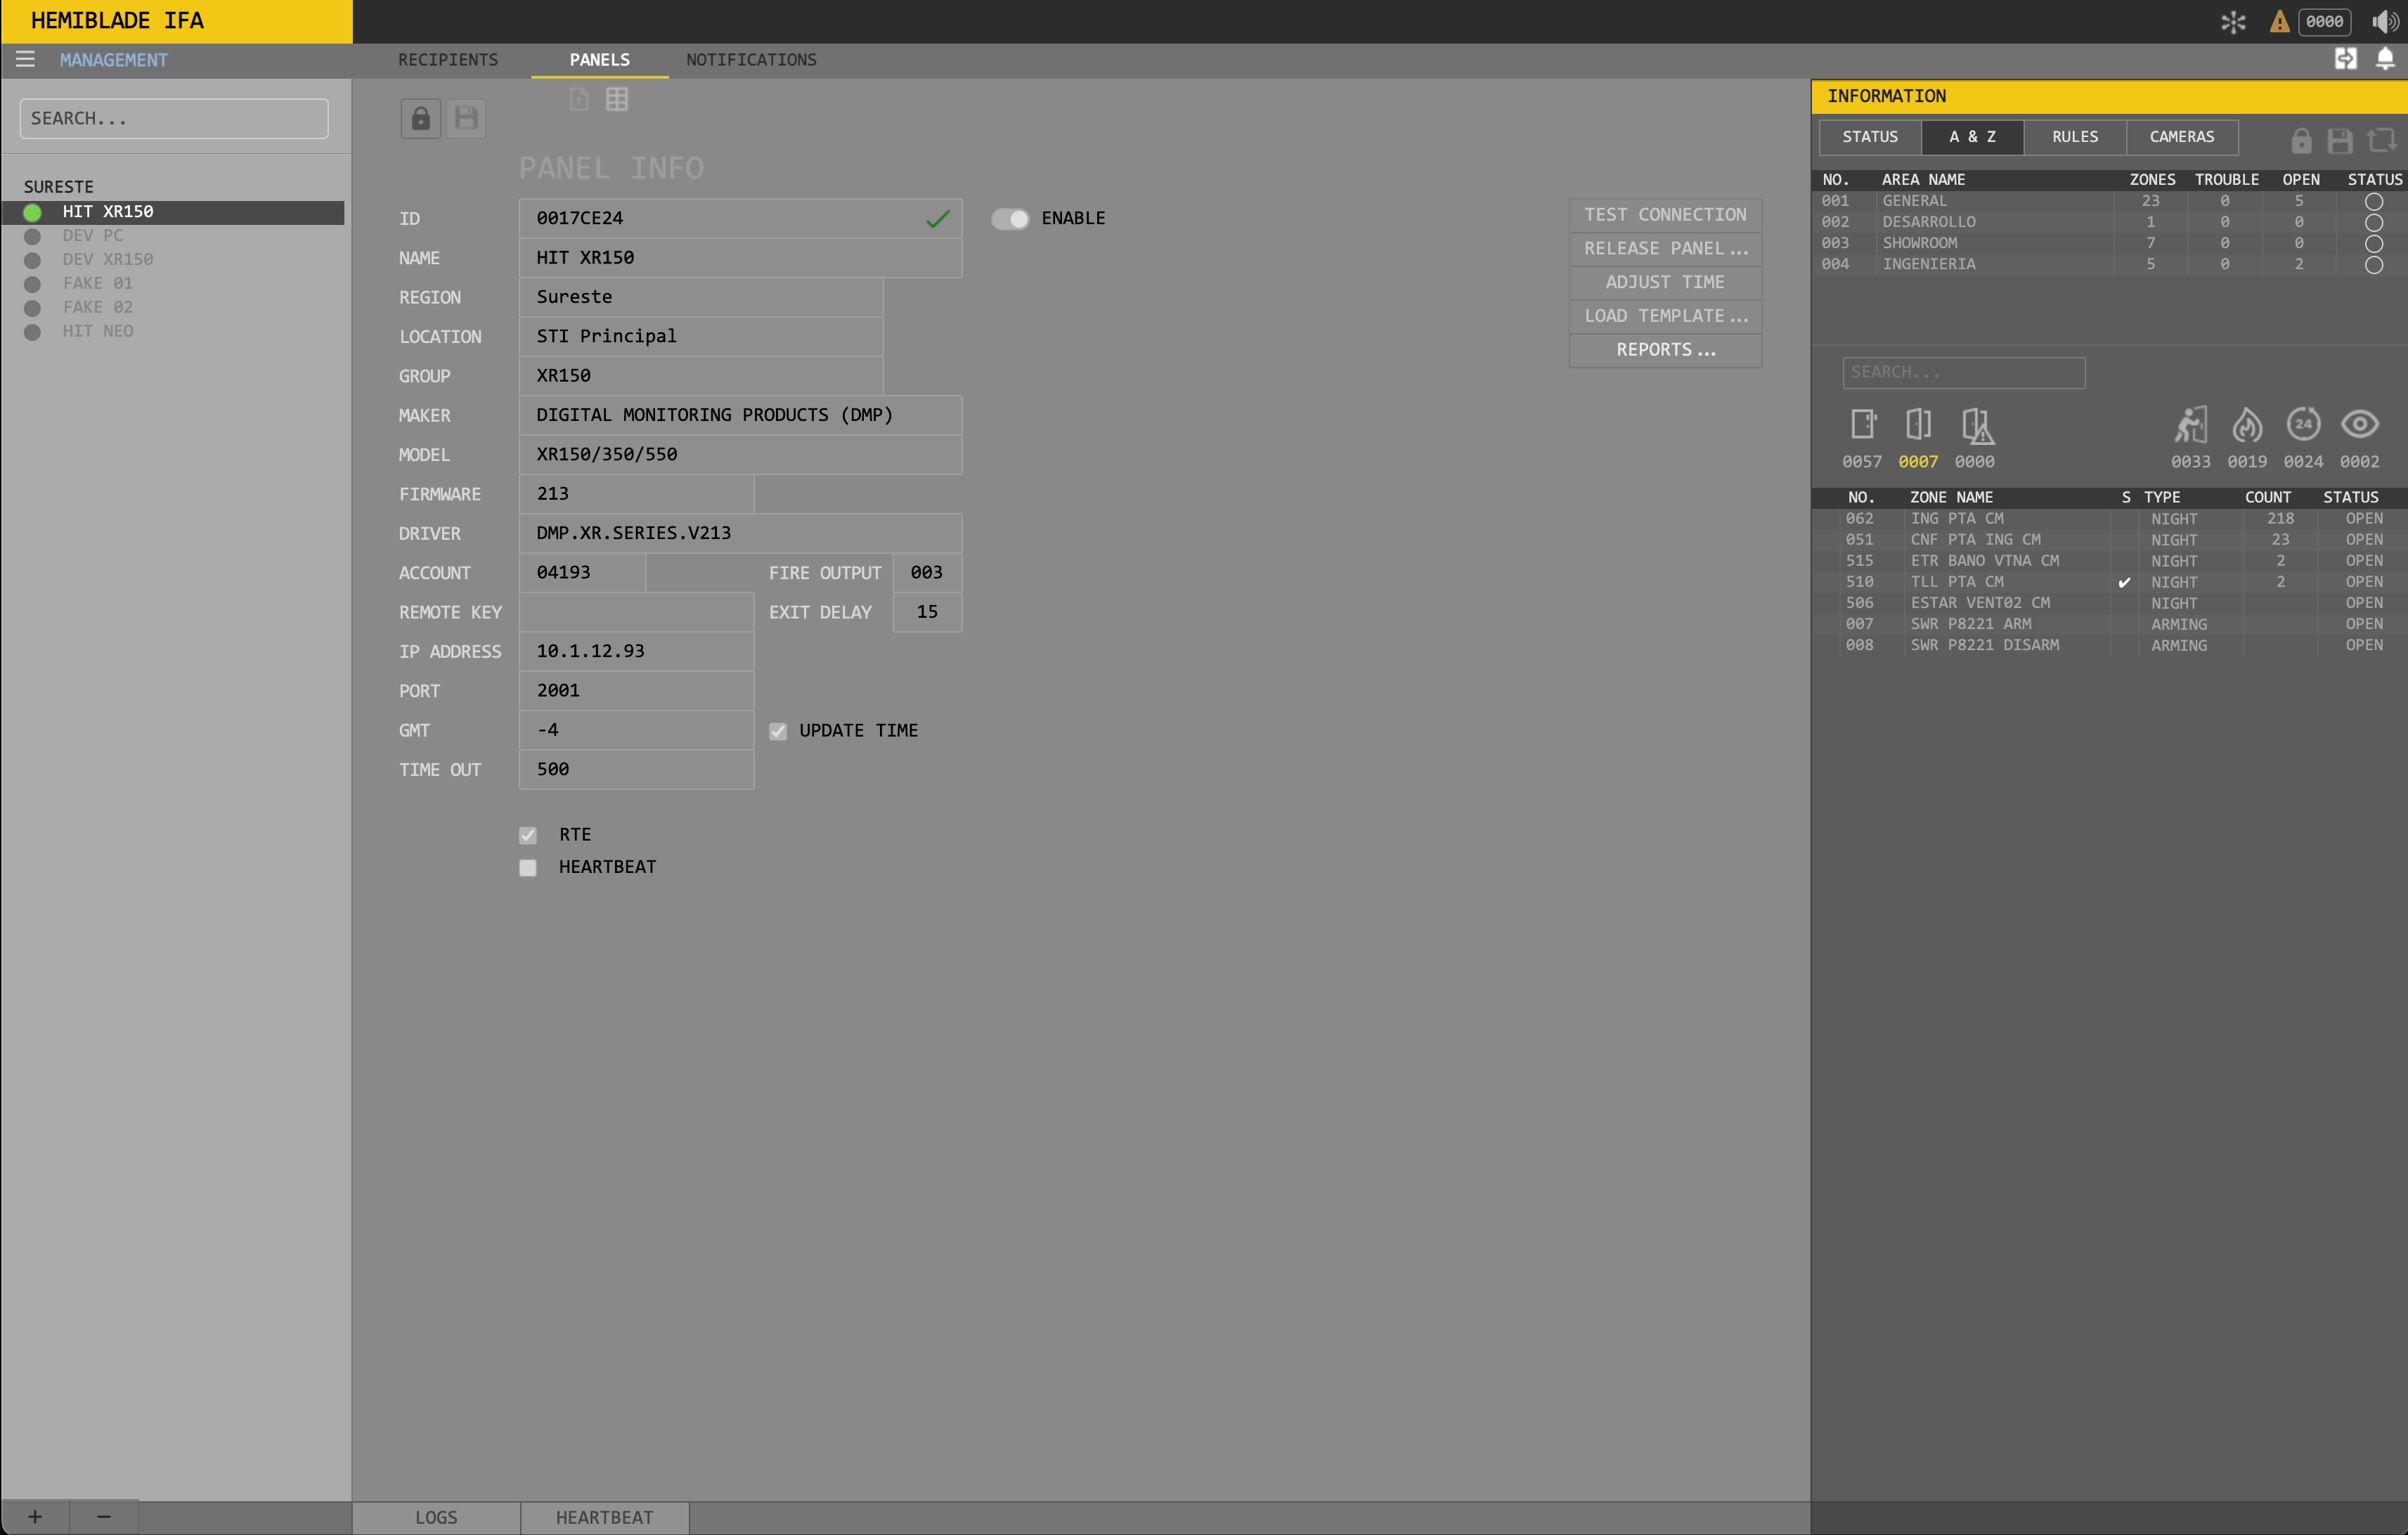 HEMIBLADE IFA
0000
MANAGEMENT
RECIPIENTS
PANELS
NOTIFICATIONS
SEARCH...
SURESTE
HIT XR150
DEV PC
DEV XR150
FAKE 01
FAKE 02
HIT NEO
1
PANEL INFO
ID 0017CE24 ENABLE
NAME HIT XR150
REGION Sureste
LOCATION STI Principal
GROUP XR150
MAKER DIGITAL MONITORING PRODUCTS (DMP)
MODEL XR150/350/550
FIRMWARE 213
DRIVER DMP.XR.SERIES.V213
ACCOUNT 04193 FIRE OUTPUT 003
REMOTE KEY EXIT DELAY 15
IP ADDRESS 10.1.12.93
PORT 2001
GMT -4 UPDATE TIME
TIME OUT 500
RTE
HEARTBEAT
TEST CONNECTION
RELEASE PANEL...
ADJUST TIME
LOAD TEMPLATE...
REPORTS...
INFORMATION
STATUS A & Z RULES CAMERAS
NO. AREA NAME ZONES TROUBLE OPEN STATUS
001 GENERAL 23 0 5
002 DESARROLLO 1 0 0
003 SHOWROOM 7 0 0
004 INGENIERIA 5 0 2
SEARCH...
24
0057 0007 0000 0033 0019 0024 0002
NO. ZONE NAME S TYPE COUNT STATUS
062 ING PTA CM NIGHT 218 OPEN
051 CNF PTA ING CM NIGHT 23 OPEN
515 ETR BANO VTNA CM NIGHT 2 OPEN
510 TLL PTA CM ✔ NIGHT 2 OPEN
506 ESTAR VENT02 CM NIGHT OPEN
007 SWR P8221 ARM ARMING OPEN
008 SWR P8221 DISARM ARMING OPEN
+ −
LOGS
HEARTBEAT